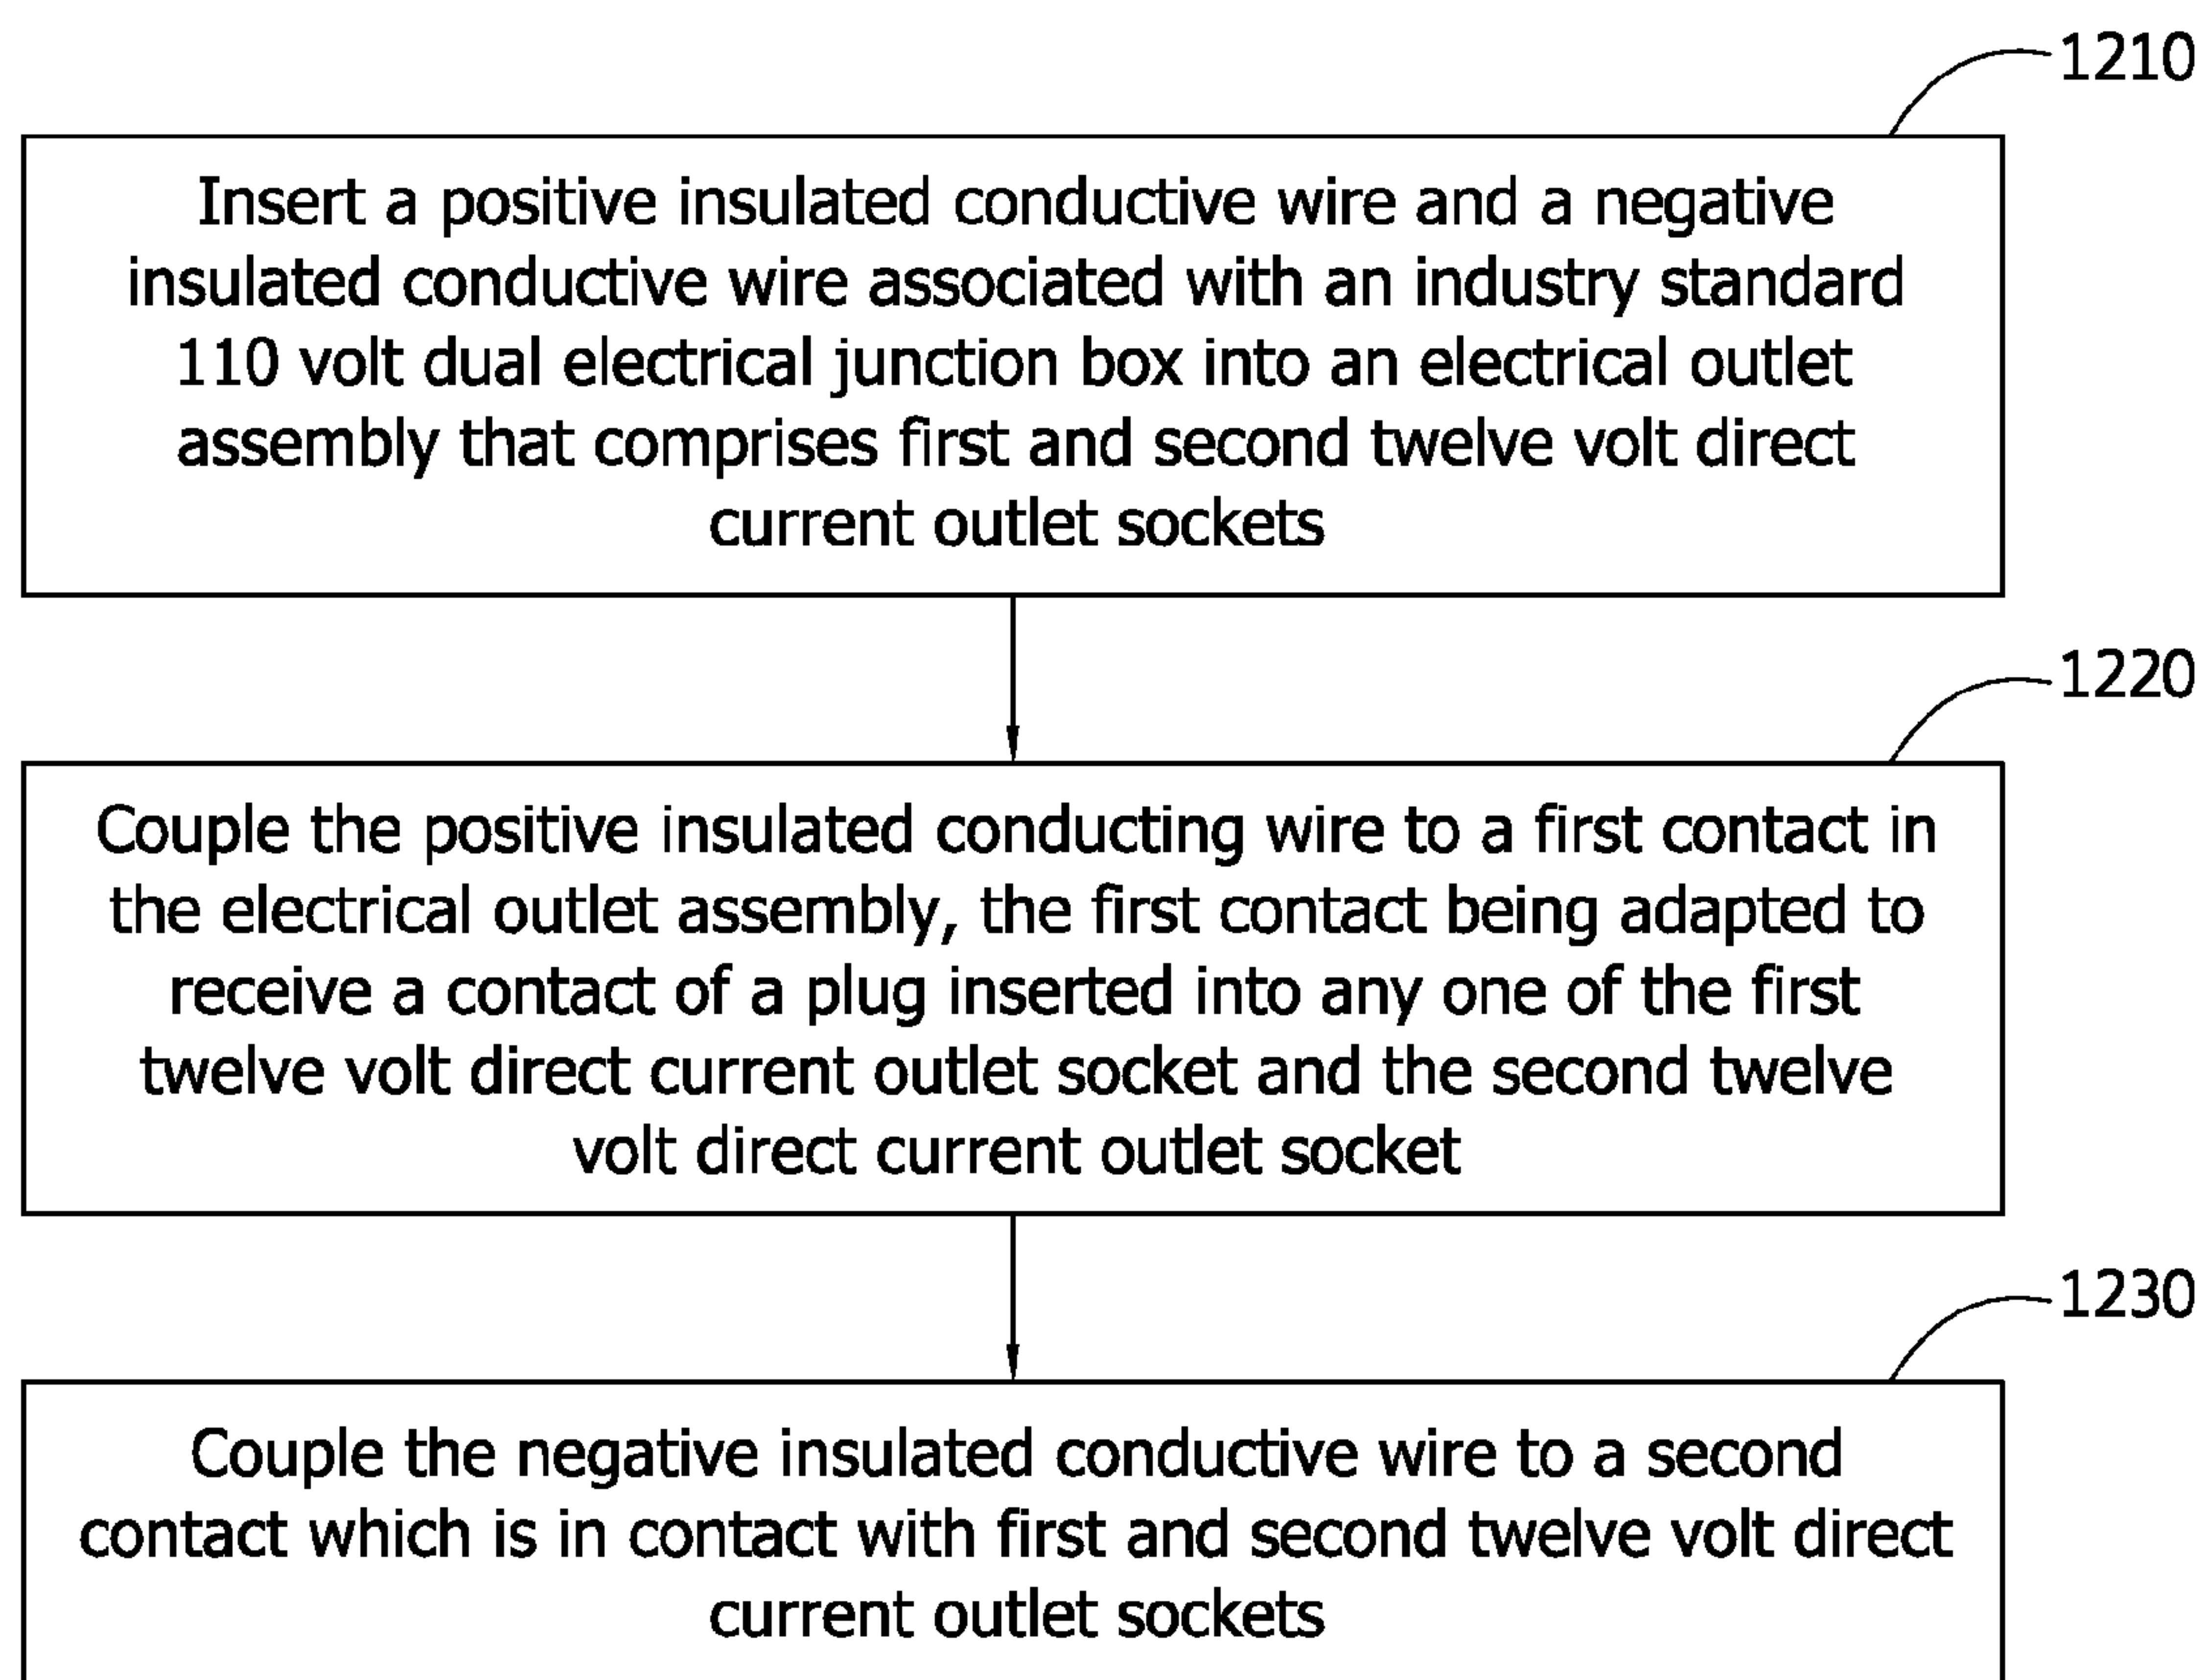 1210
Insert a positive insulated conductive wire and a negative
insulated conductive wire associated with an industry standard
110 volt dual electrical junction box into an electrical outlet
assembly that comprises first and second twelve volt direct
current outlet sockets
1220
Couple the positive insulated conducting wire to a first contact in
the electrical outlet assembly, the first contact being adapted to
receive a contact of a plug inserted into any one of the first
twelve volt direct current outlet socket and the second twelve
volt direct current outlet socket
1230
Couple the negative insulated conductive wire to a second
contact which is in contact with first and second twelve volt direct
current outlet sockets